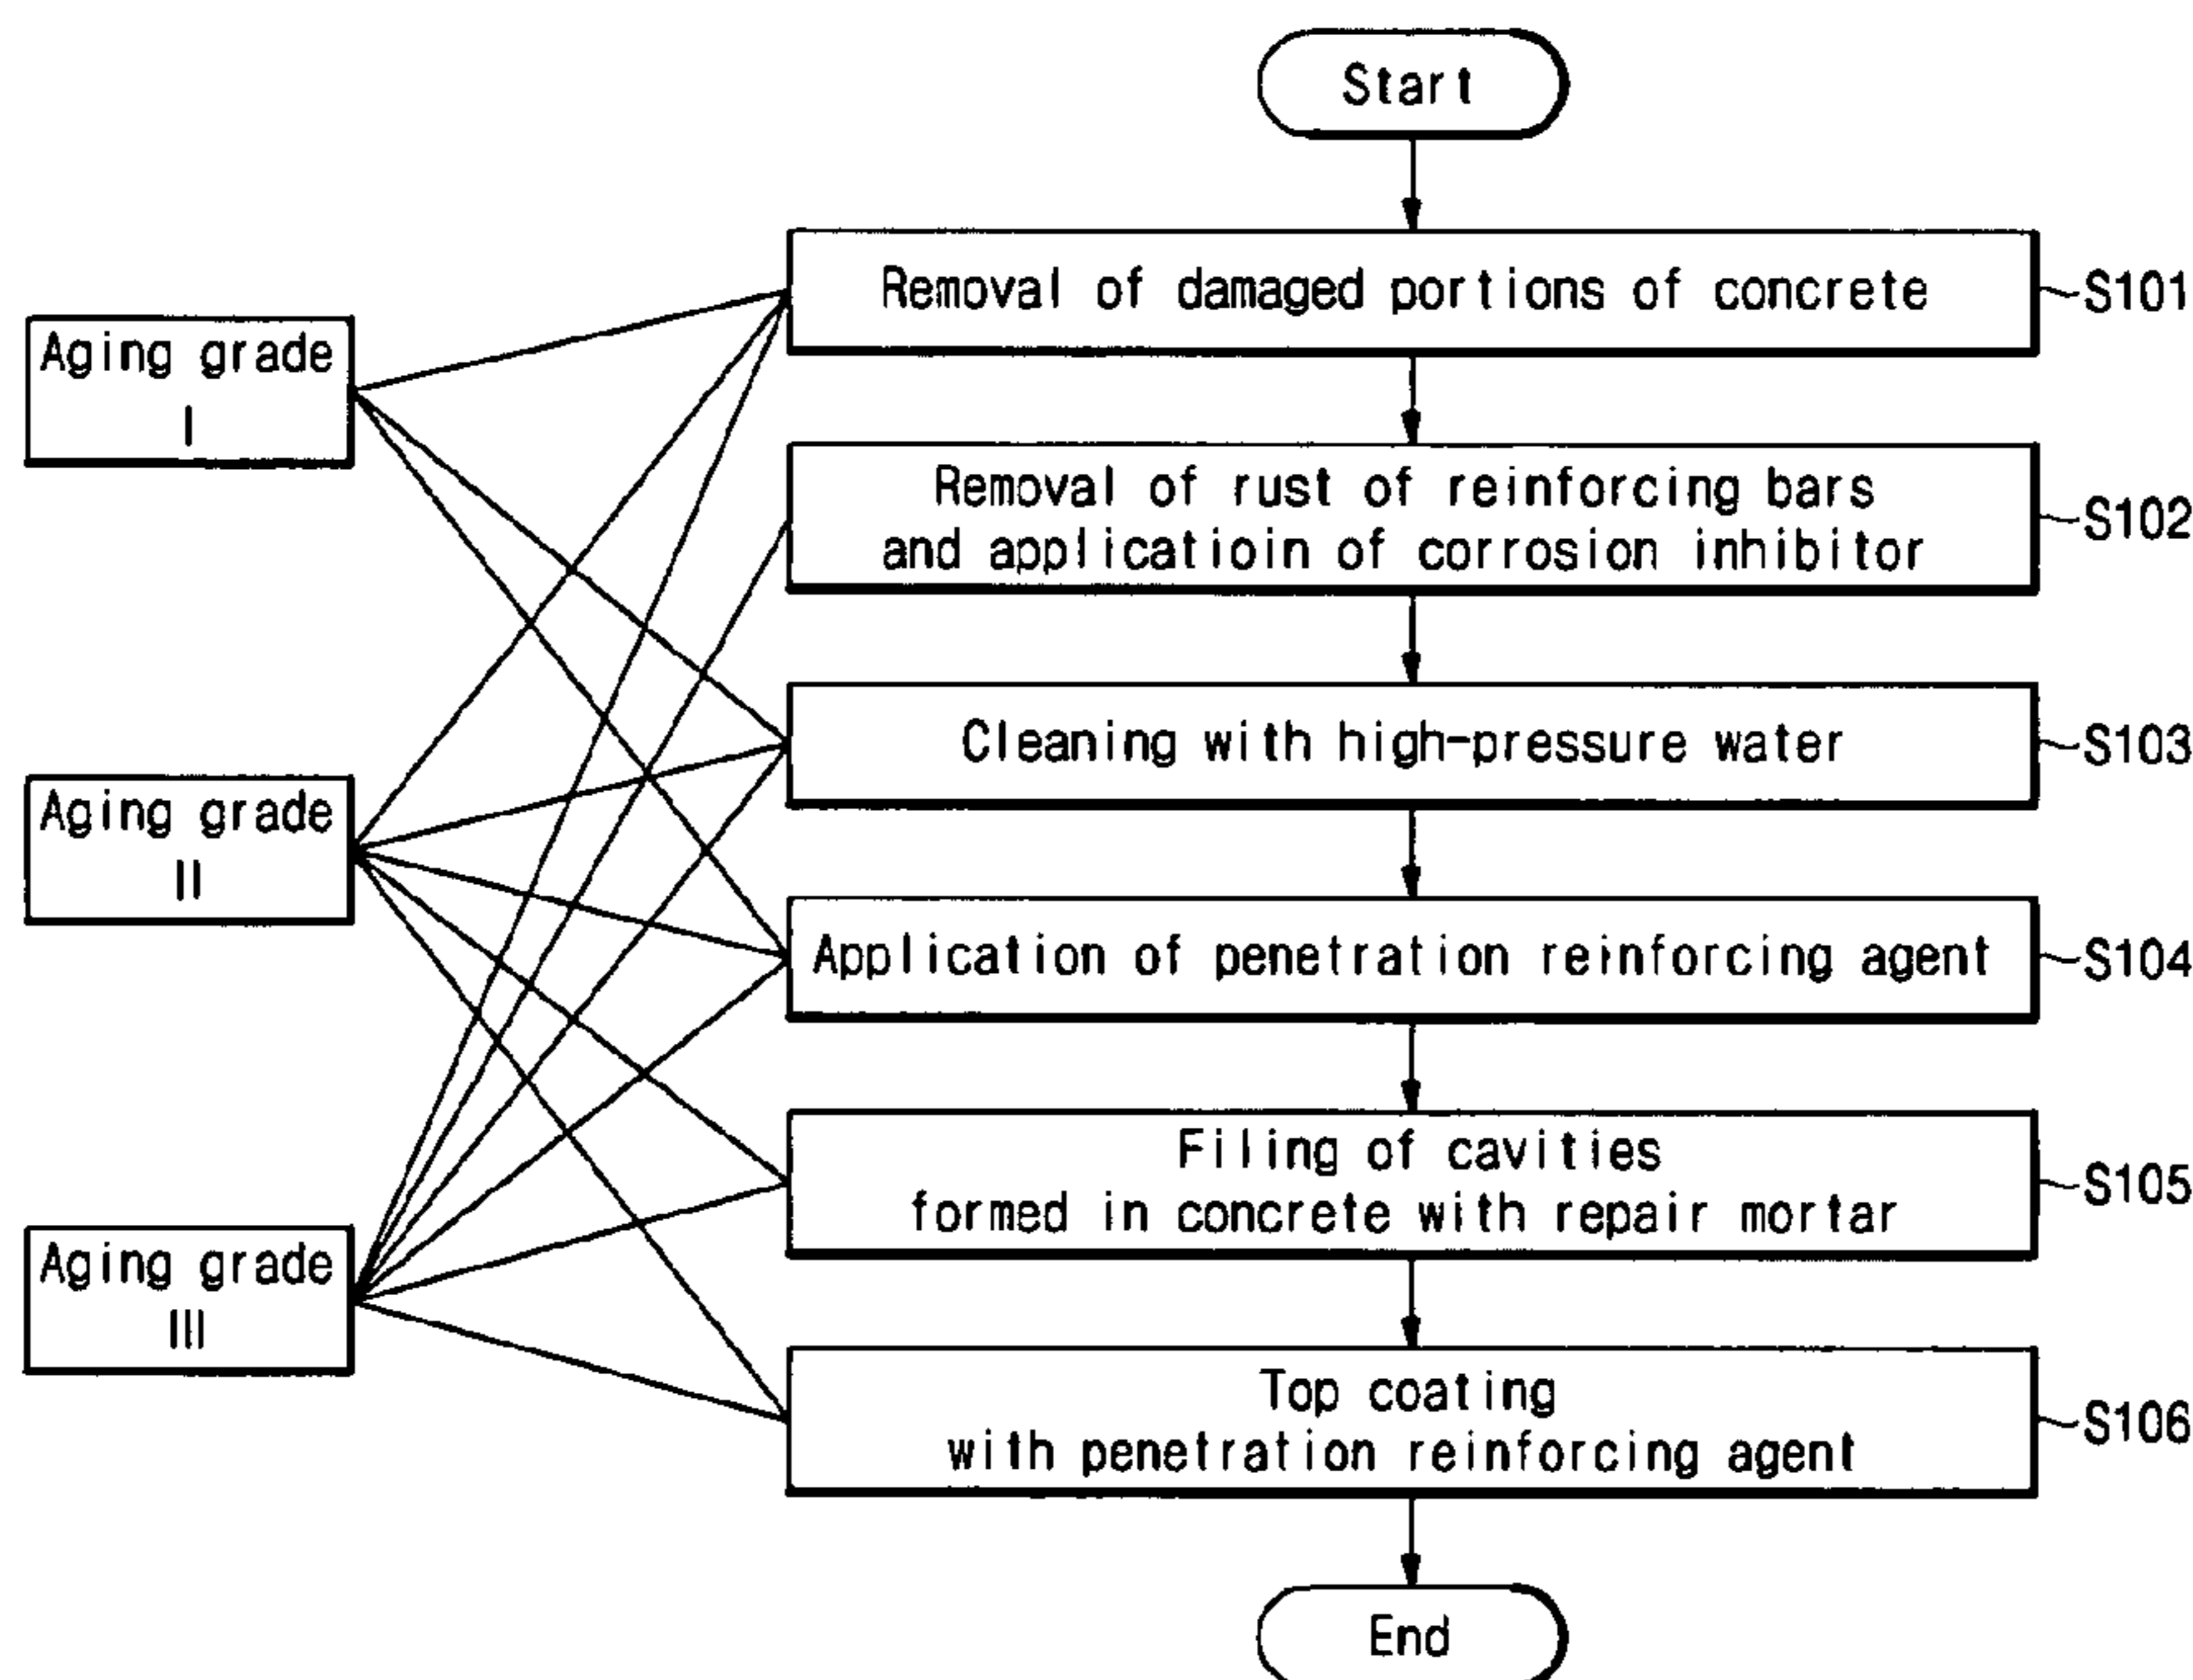 Start
Removal of damaged portions of concrete
S101
Aging grade
I
Removal of rust of reinforcing bars
and applicatioin of corrosion inhibitor
S102
Cleaning with high-pressure water
S103
Aging grade
II
Application of penetration reinforcing agent
S104
Filing of cavities
formed in concrete with repair mortar
S105
Aging grade
III
Top coating
with penetration reinforcing agent
S106
End